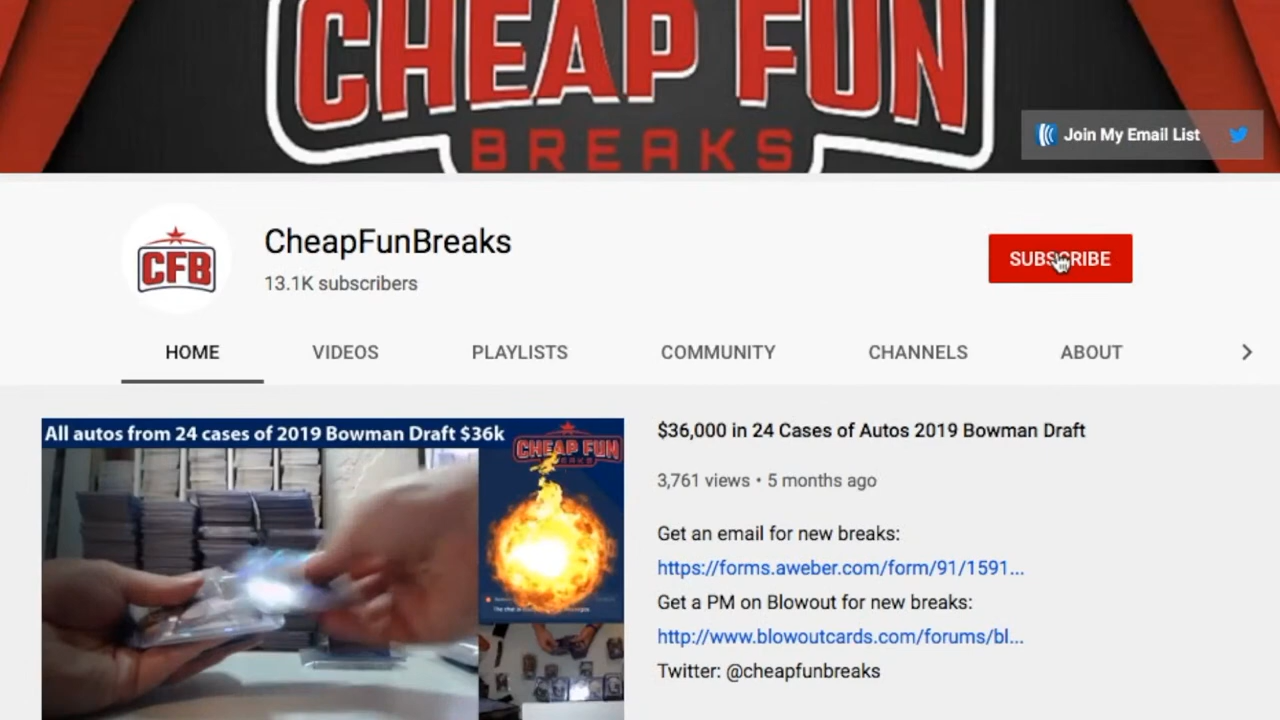 CHEAP FUN
BREAKS
Join My Email List
CFB
CheapFunBreaks
13.1K subscribers
SUBSCRIBE
HOME
VIDEOS
PLAYLISTS
COMMUNITY
CHANNELS
ABOUT
All autos from 24 cases of 2019 Bowman Draft $36k
CHEAP FUN
BREAKS
$36,000 in 24 Cases of Autos 2019 Bowman Draft
3,761 views • 5 months ago
Get an email for new breaks:
https://forms.aweber.com/form/91/1591...
Get a PM on Blowout for new breaks:
http://www.blowoutcards.com/forums/bl...
Twitter: @cheapfunbreaks